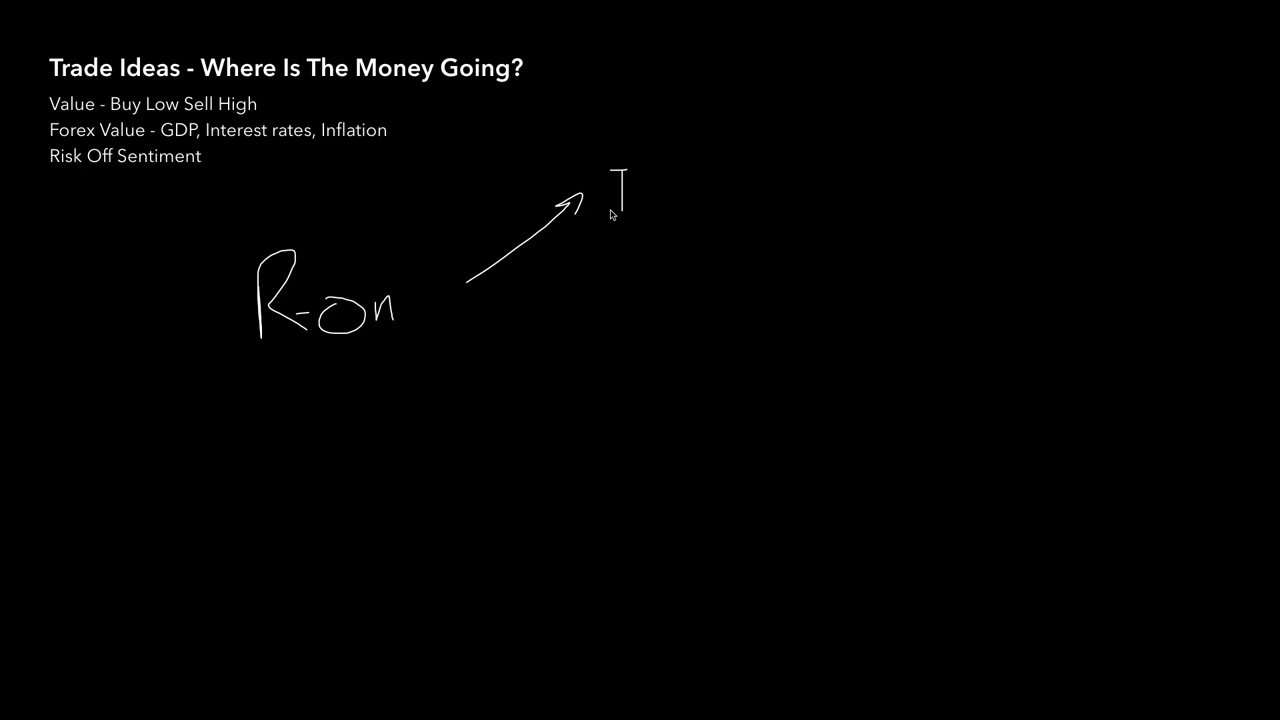 Trade Ideas - Where Is The Money Going?
Value - Buy Low Sell High
Forex Value - GDP, Interest rates, Inflation
Risk Off Sentiment
R-on